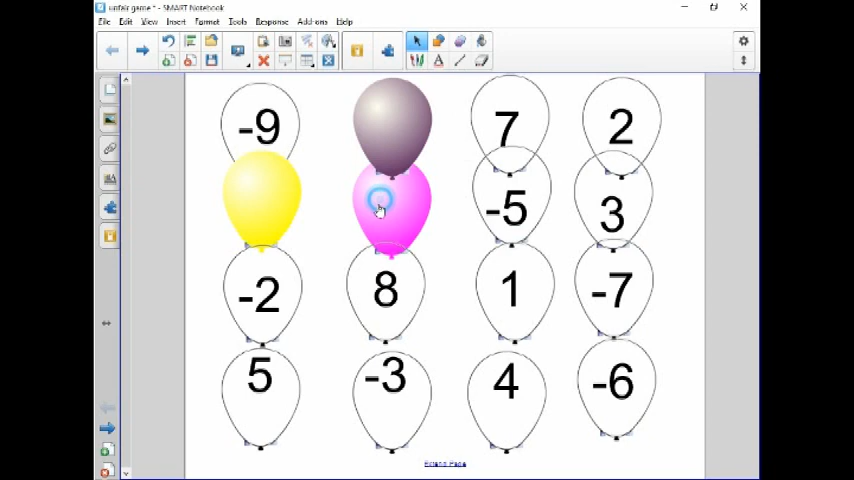 unfair game * - SMART Notebook
File Edit View Insert Format Tools Response Add-ons Help
-9 7 2
-5 3
-2 8 1 -7
5 -3 4 -6
Extend Page